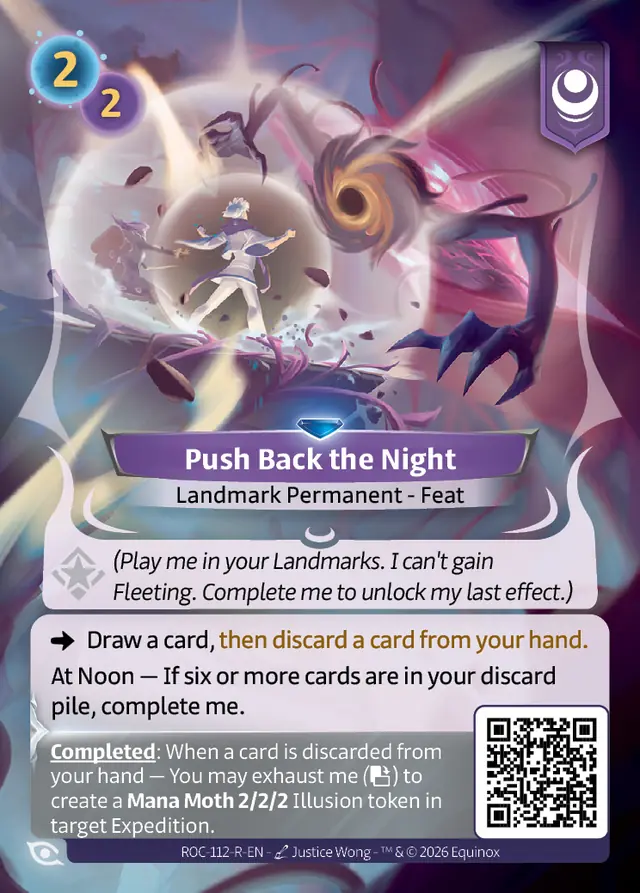 2
2
Push Back the Night
Landmark Permanent - Feat
(Play me in your Landmarks. I can't gain
Fleeting. Complete me to unlock my last effect.)
Draw a card, then discard a card from your hand.
At Noon — If six or more cards are in your discard
pile, complete me.
Completed: When a card is discarded from
your hand — You may exhaust me () to
create a Mana Moth 2/2/2 Illusion token in
target Expedition.
ROC-112-R-EN - Justice Wong - ™ & © 2026 Equinox